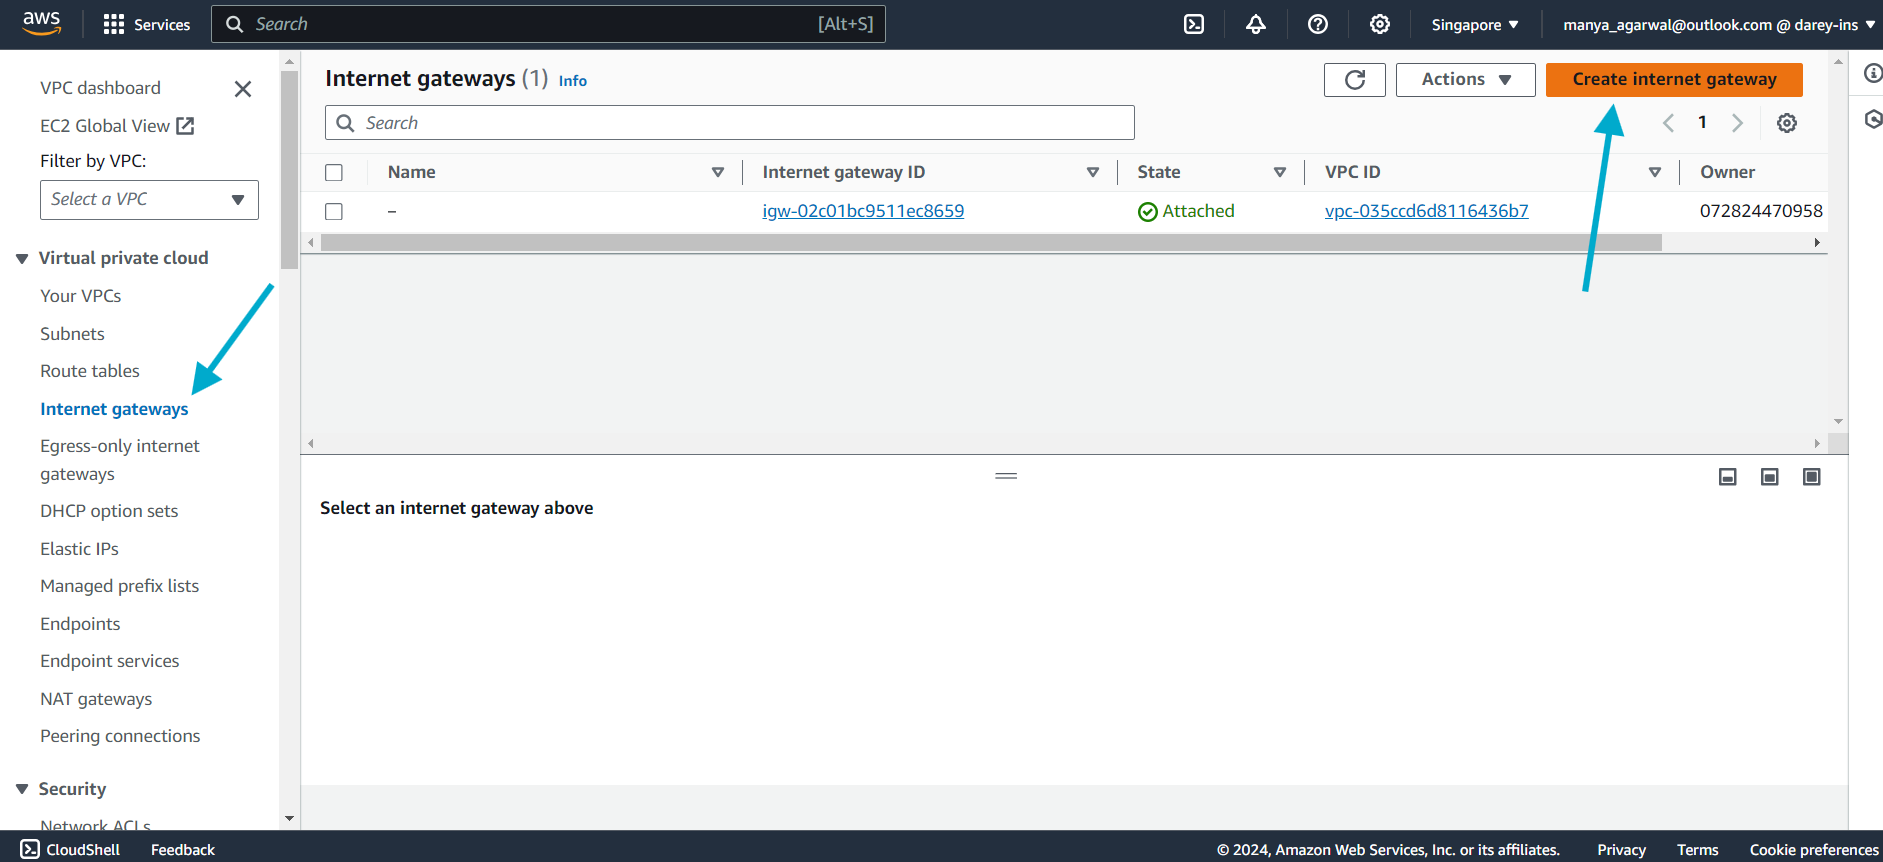 aws
Services
Search
[Alt+S]
Singapore
manya_agarwal@outlook.com @ darey-ins
VPC dashboard
EC2 Global View
Filter by VPC:
Select a VPC
Virtual private cloud
Your VPCs
Subnets
Route tables
Internet gateways
Egress-only internet
gateways
DHCP option sets
Elastic IPs
Managed prefix lists
Endpoints
Endpoint services
NAT gateways
Peering connections
Security
Network ACLs
Internet gateways (1) Info
Actions
Create internet gateway
Search
1
Name Internet gateway ID State VPC ID Owner
– igw-02c01bc9511ec8659 Attached vpc-035ccd6d8116436b7 072824470958
Select an internet gateway above
CloudShell Feedback © 2024, Amazon Web Services, Inc. or its affiliates. Privacy Terms Cookie preferences